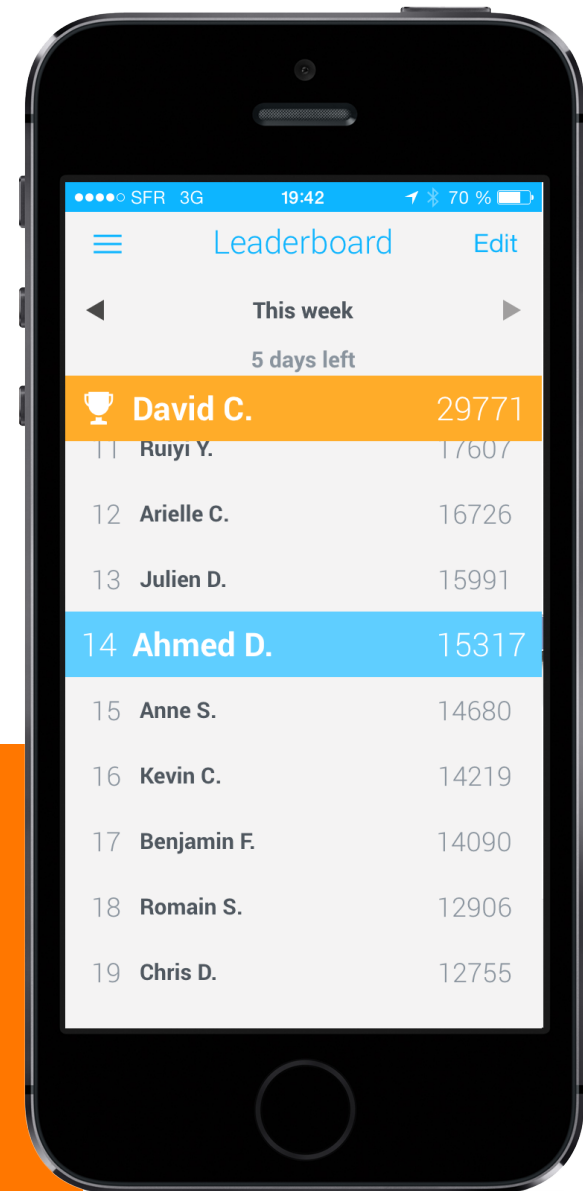 SFR 3G 19:42 70 %
Leaderboard Edit
This week
5 days left
David C. 29771
11 Ruiyi Y. 17607
12 Arielle C. 16726
13 Julien D. 15991
14 Ahmed D. 15317
15 Anne S. 14680
16 Kevin C. 14219
17 Benjamin F. 14090
18 Romain S. 12906
19 Chris D. 12755